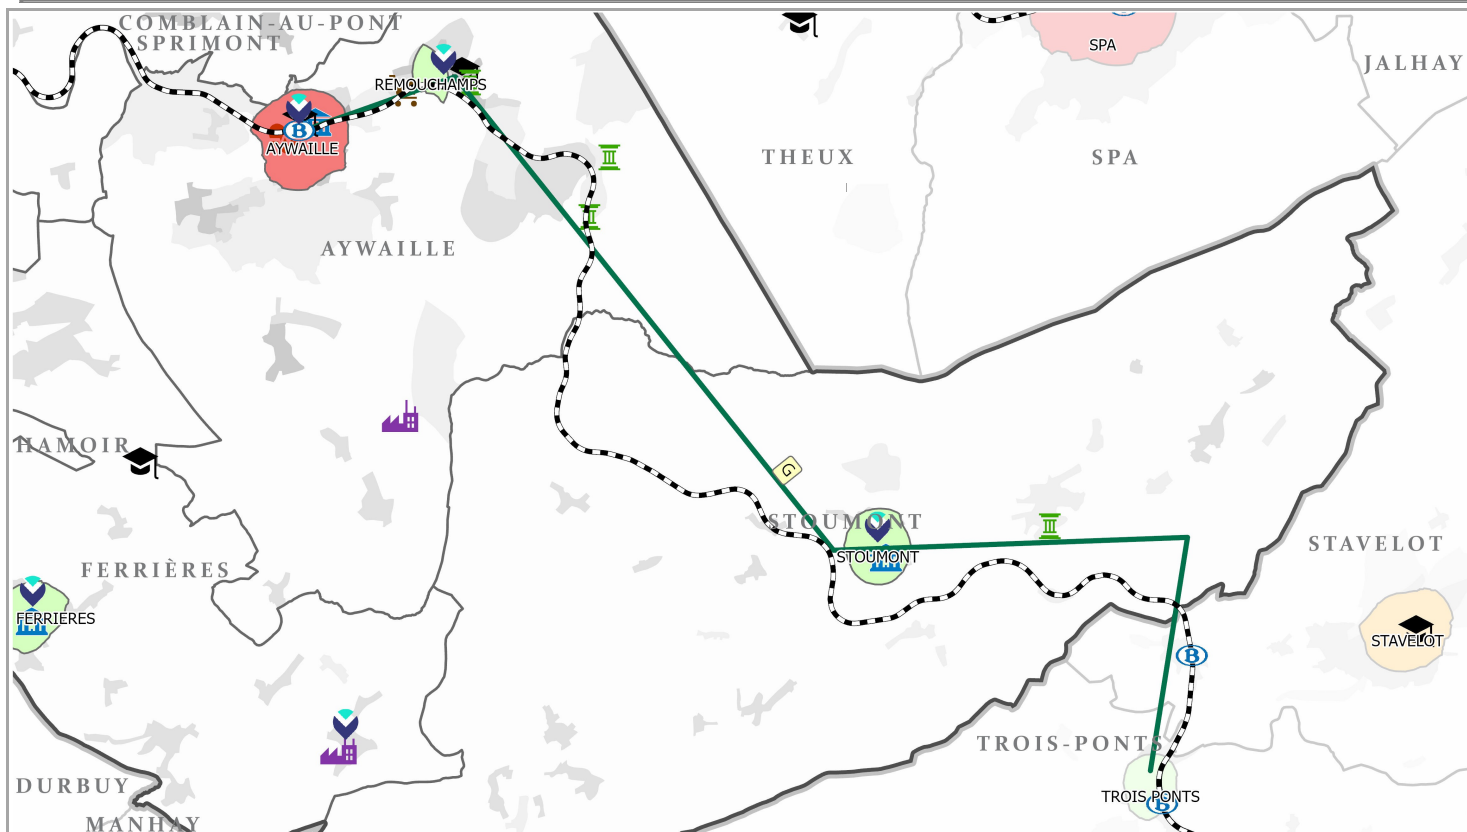 COMBLAIN-AU-PONT
SPRIMONT
SPA
JALHAY
REMOUCHAMPS
B
AYWAILLE
THEUX
SPA
AYWAILLE
HAMOIR
G
STOUMONT
STOUMONT
STAVELOT
FERRIÈRES
FERRIERES
STAVELOT
B
TROIS-PONTS
DURBUY
TROIS PONTS
B
MANHAY